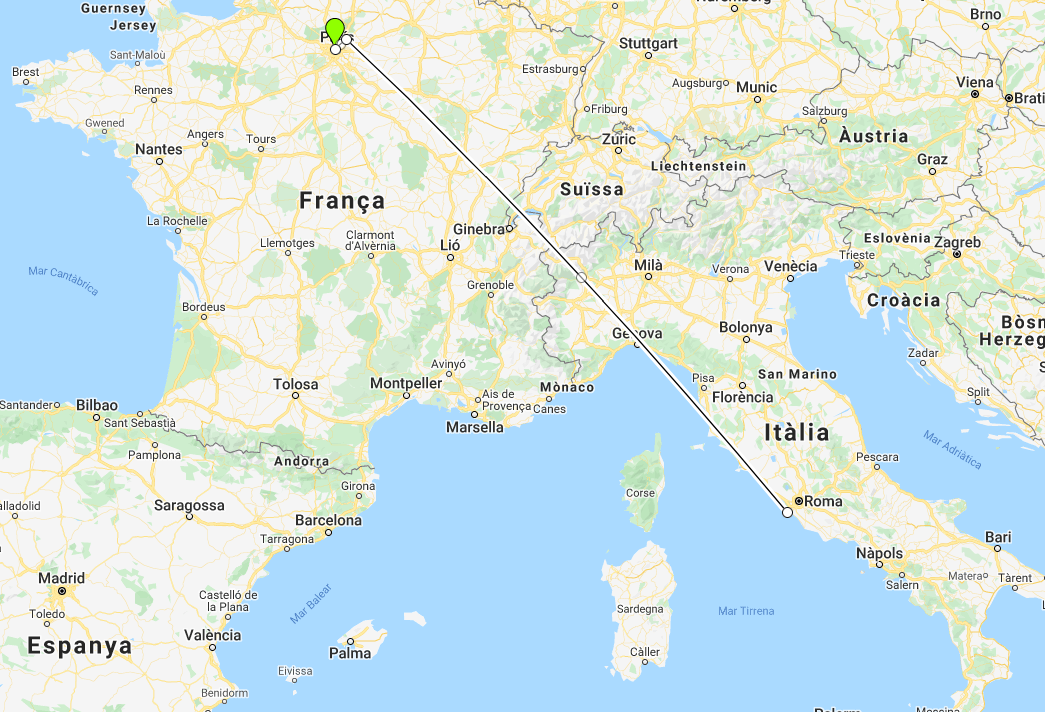 Guernsey
Jersey
Nuremberg
Brno
Stuttgart
París
Sant-Maloù
Brest
Estrasburg
Augsburg
Munic
Viena
Brati
Rennes
Friburg
Salzburg
Gwened
Angers
Tours
Zúric
Àustria
Nantes
Liechtenstein
Graz
Suïssa
França
La Rochelle
Ginebra
Clarmont
d'Alvèrnia
Llemotges
Lió
Eslovènia
Zagreb
Trieste
Milà
Verona
Venècia
Mar Cantàbrica
Grenoble
Croàcia
Bordeus
Bòsn
Herzeg
Genova
Bolonya
Zadar
Avinyó
San Marino
Tolosa
Montpeller
Mònaco
Pisa
Florència
Split
Ais de
Provença
Canes
Santander
Bilbao
Sant Sebastià
Marsella
Itàlia
Mar Adriàtica
Pamplona
Andorra
Pescara
Girona
Corse
Roma
alladolid
Saragossa
Barcelona
Tarragona
Bari
Nàpols
Matera
Tàrent
Salern
Madrid
Castelló de
la Plana
Mar Balear
Toledo
Sardegna
Mar Tirrena
València
Espanya
Palma
Càller
Eivissa
Benidorm